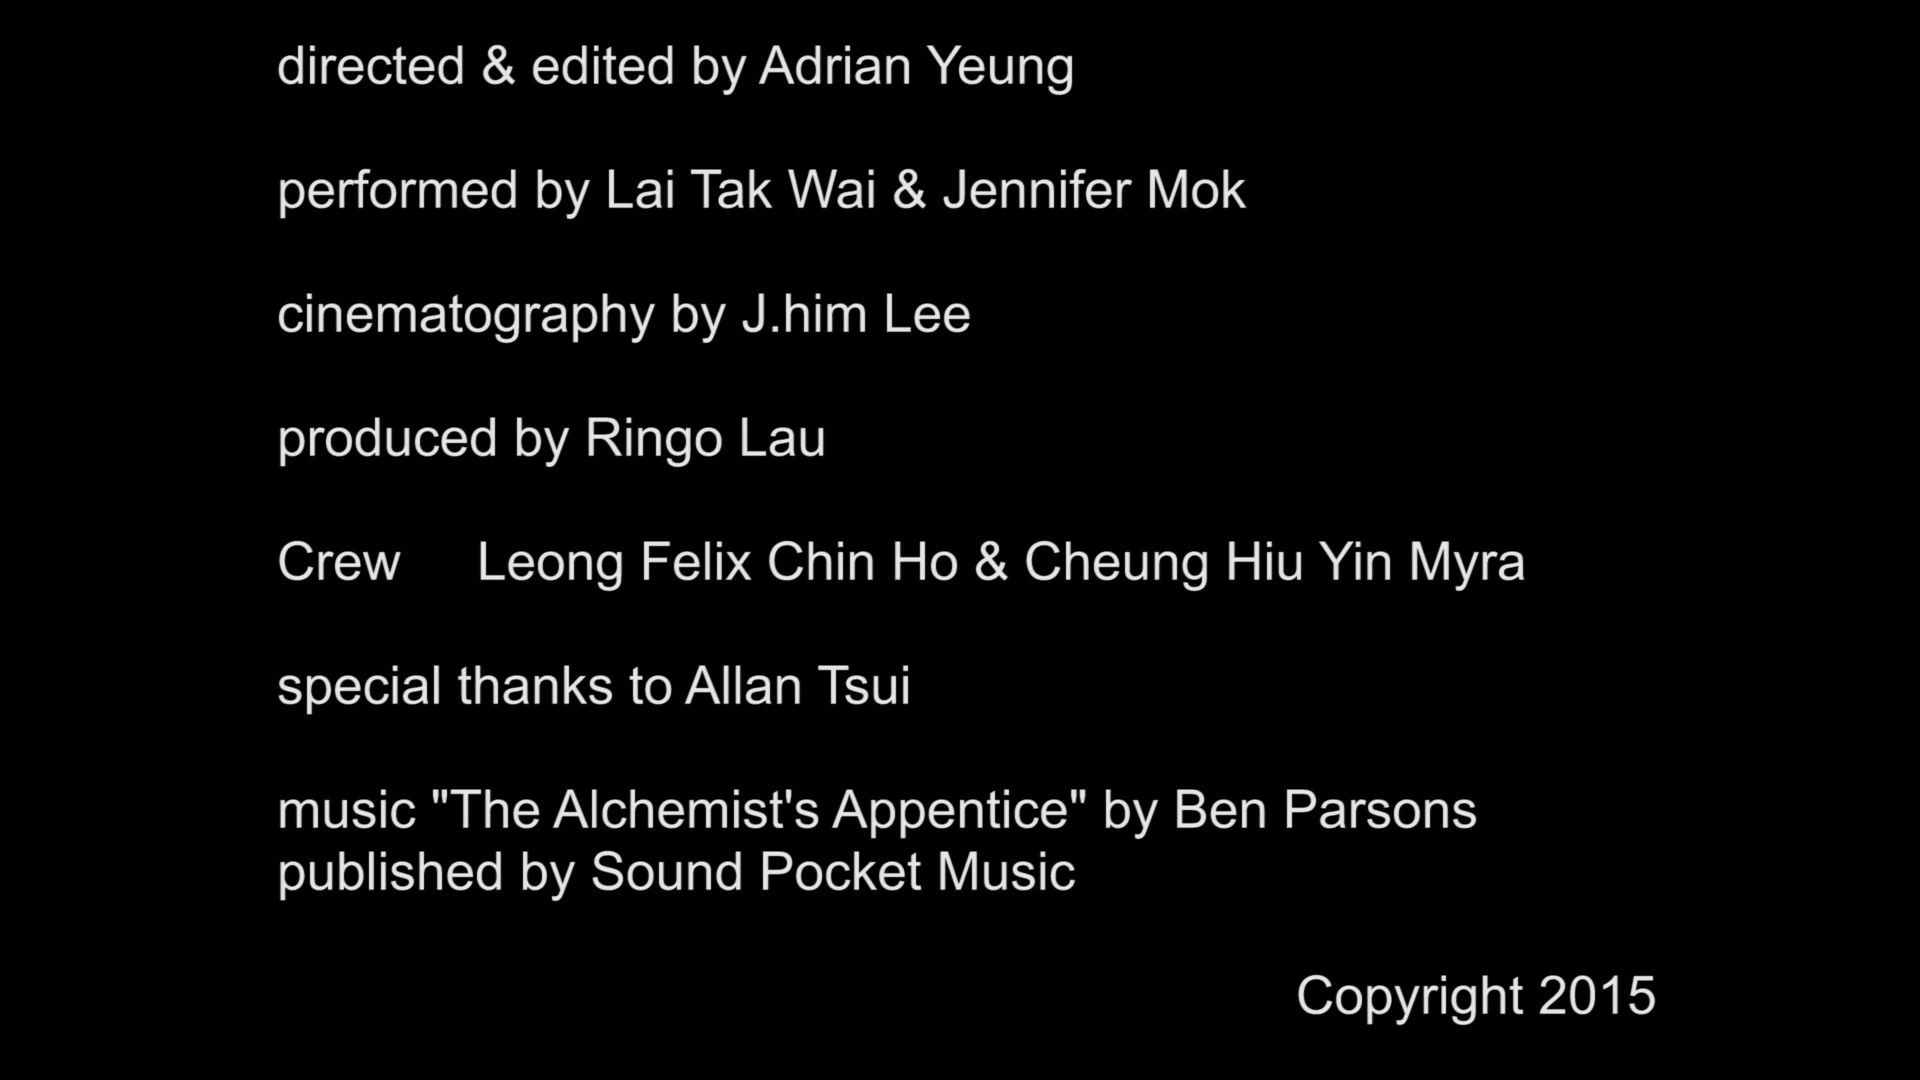 directed & edited by Adrian Yeung
performed by Lai Tak Wai & Jennifer Mok
cinematography by J.him Lee
produced by Ringo Lau
Crew Leong Felix Chin Ho & Cheung Hiu Yin Myra
special thanks to Allan Tsui
music "The Alchemist's Appentice" by Ben Parsons
published by Sound Pocket Music
Copyright 2015